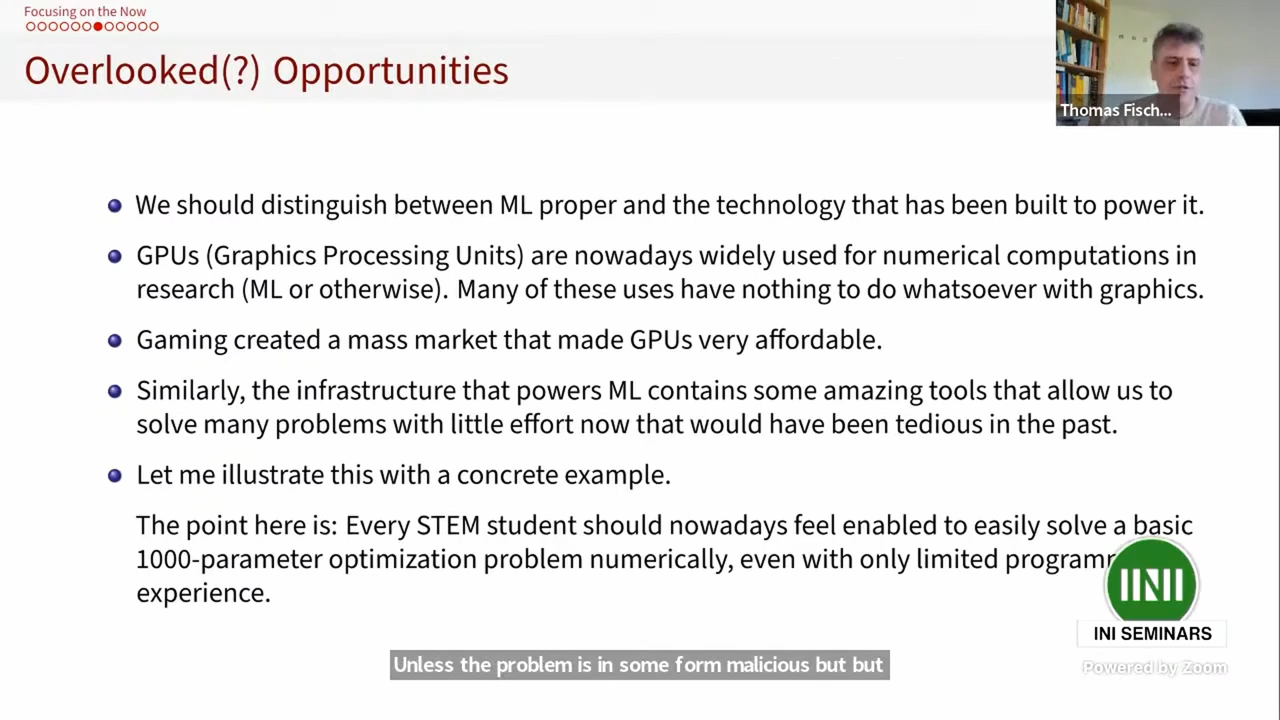 Focusing on the Now
Overlooked(?) Opportunities
Thomas Fisch...
We should distinguish between ML proper and the technology that has been built to power it.
GPUs (Graphics Processing Units) are nowadays widely used for numerical computations in
research (ML or otherwise). Many of these uses have nothing to do whatsoever with graphics.
Gaming created a mass market that made GPUs very affordable.
Similarly, the infrastructure that powers ML contains some amazing tools that allow us to
solve many problems with little effort now that would have been tedious in the past.
Let me illustrate this with a concrete example.
The point here is: Every STEM student should nowadays feel enabled to easily solve a basic
1000-parameter optimization problem numerically, even with only limited
experience.
INI
INI SEMINARS
Unless the problem is in some form malicious but but
Powered by Zoom